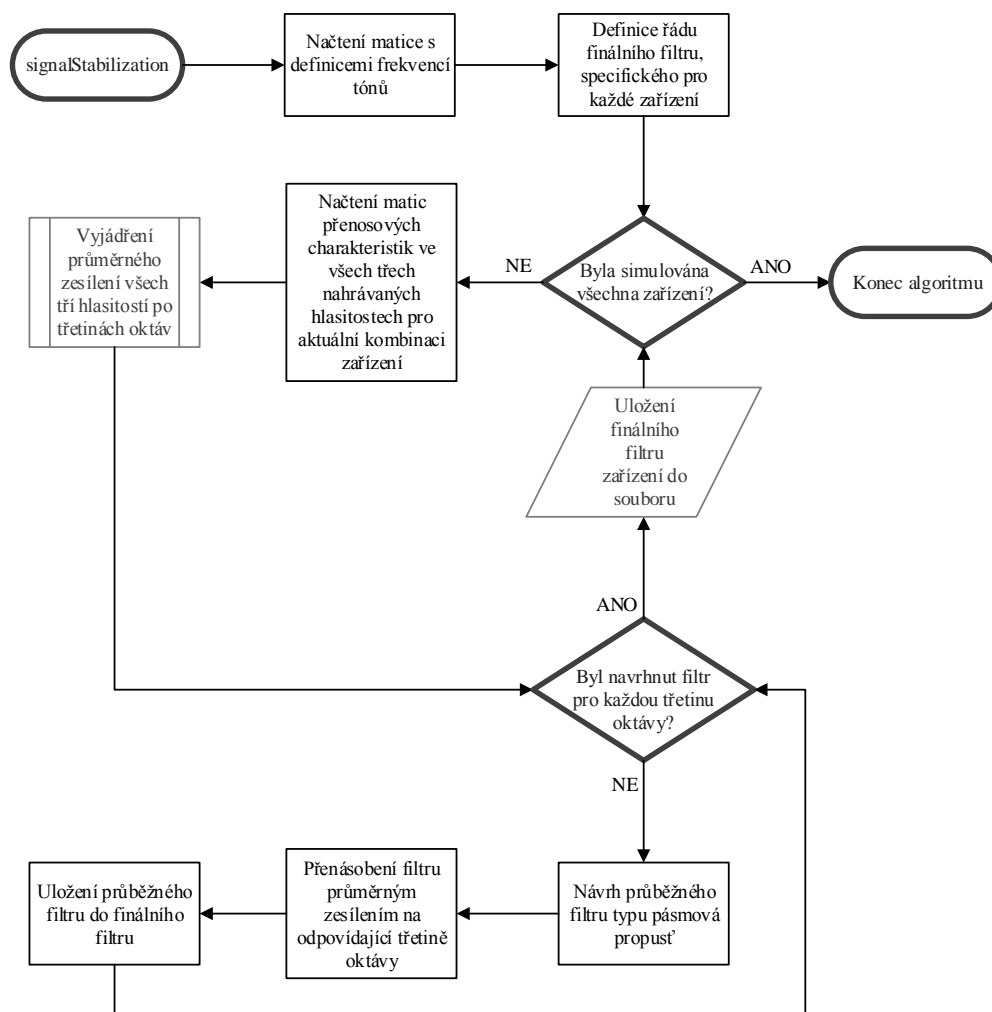 signalStabilization
Načtení matice s
definicemi frekvencí
tónů
Definice řádu
finálního filtru,
specifického pro
každé zařízení
Byla simulována
všechna zařízení?
ANO
Konec algoritmu
NE
Načtení matic
přenosových
charakteristik ve
všech třech
nahrávaných
hlasitostech pro
aktuální kombinaci
zařízení
Vyjádření
průměrného
zesílení všech
tří hlasitostí po
třetinách oktáv
Uložení
finálního
filtru
zařízení do
souboru
ANO
Byl navrhnut filtr
pro každou třetinu
oktávy?
NE
Návrh průběžného
filtru typu pásmová
propusť
Přenásobení filtru
průměrným
zesílením na
odpovídající třetině
oktávy
Uložení průběžného
filtru do finálního
filtru